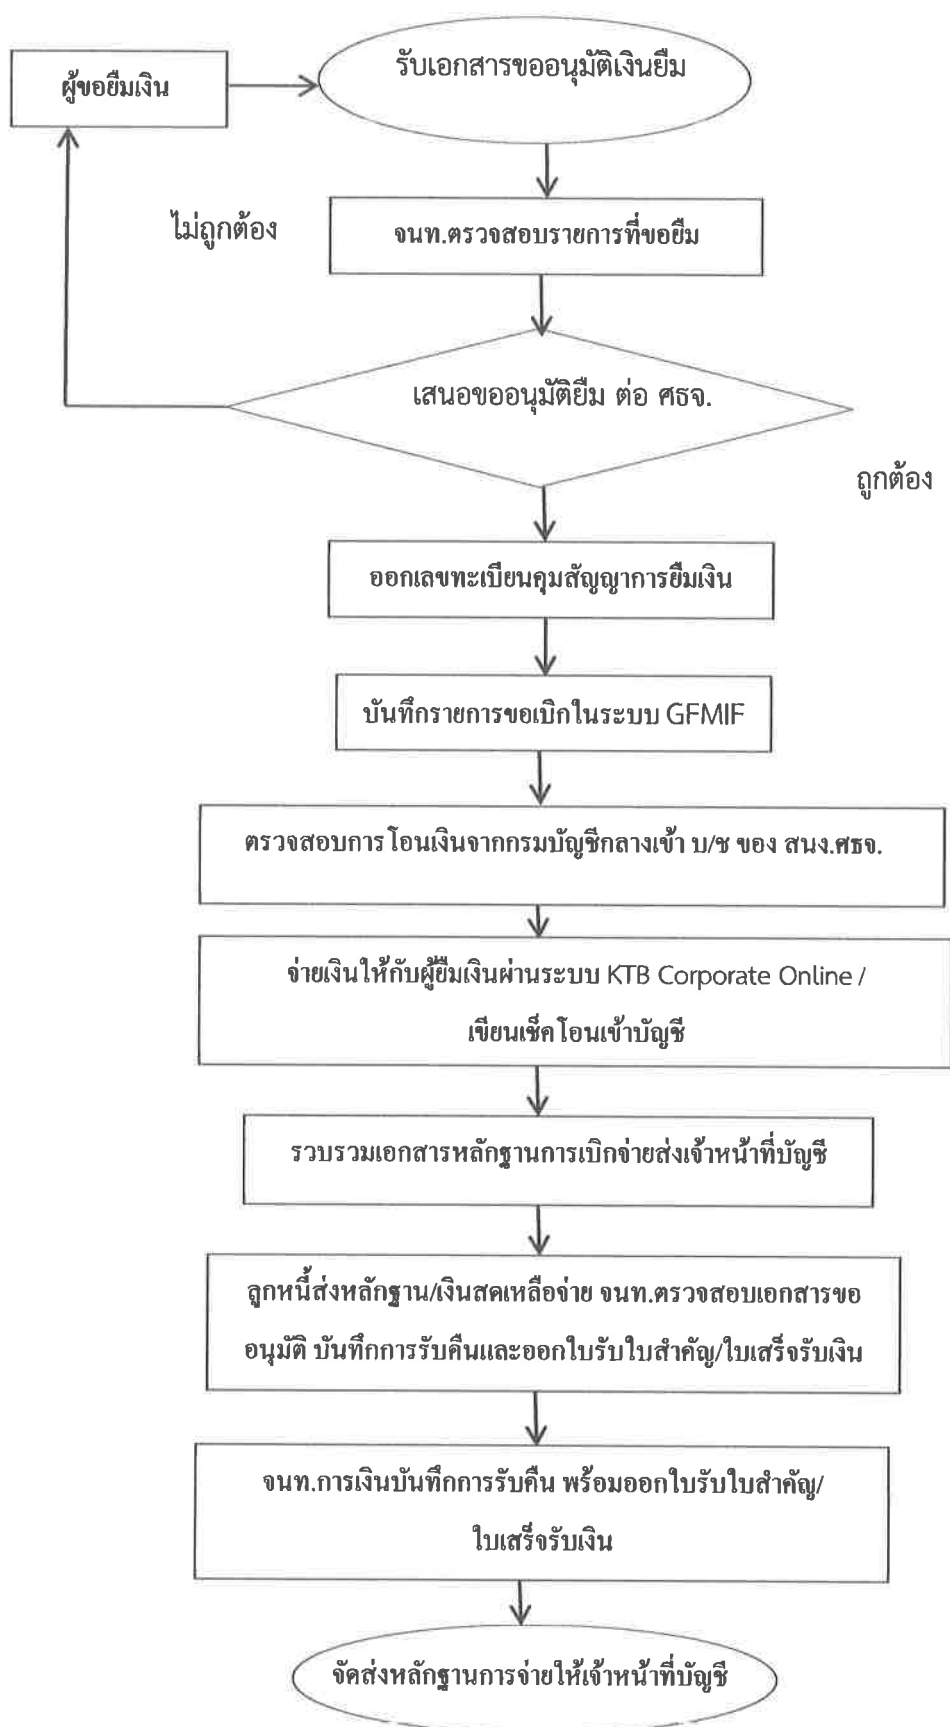 รับเอกสารขออนุมัติเงินยืม
ผู้ขอยืมเงิน
ไม่ถูกต้อง
จนท.ตรวจสอบรายการที่ขอยืม
เสนอขออนุมัติยืม ต่อ ศธจ.
ถูกต้อง
ออกเลขทะเบียนคุมสัญญาการยืมเงิน
บันทึกรายการขอเบิกในระบบ GFMIF
ตรวจสอบการโอนเงินจากกรมบัญชีกลางเข้า บ/ช ของ สนง.ศธจ.
จ่ายเงินให้กับผู้ยืมเงินผ่านระบบ KTB Corporate Online /
เขียนเช็คโอนเข้าบัญชี
รวบรวมเอกสารหลักฐานการเบิกจ่ายส่งเจ้าหน้าที่บัญชี
ลูกหนี้ส่งหลักฐาน/เงินสดเหลือจ่าย จนท.ตรวจสอบเอกสารขอ
อนุมัติ บันทึกการรับคืนและออกใบรับใบสำคัญ/ใบเสร็จรับเงิน
จนท.การเงินบันทึกการรับคืน พร้อมออกใบรับใบสำคัญ/
ใบเสร็จรับเงิน
จัดส่งหลักฐานการจ่ายให้เจ้าหน้าที่บัญชี